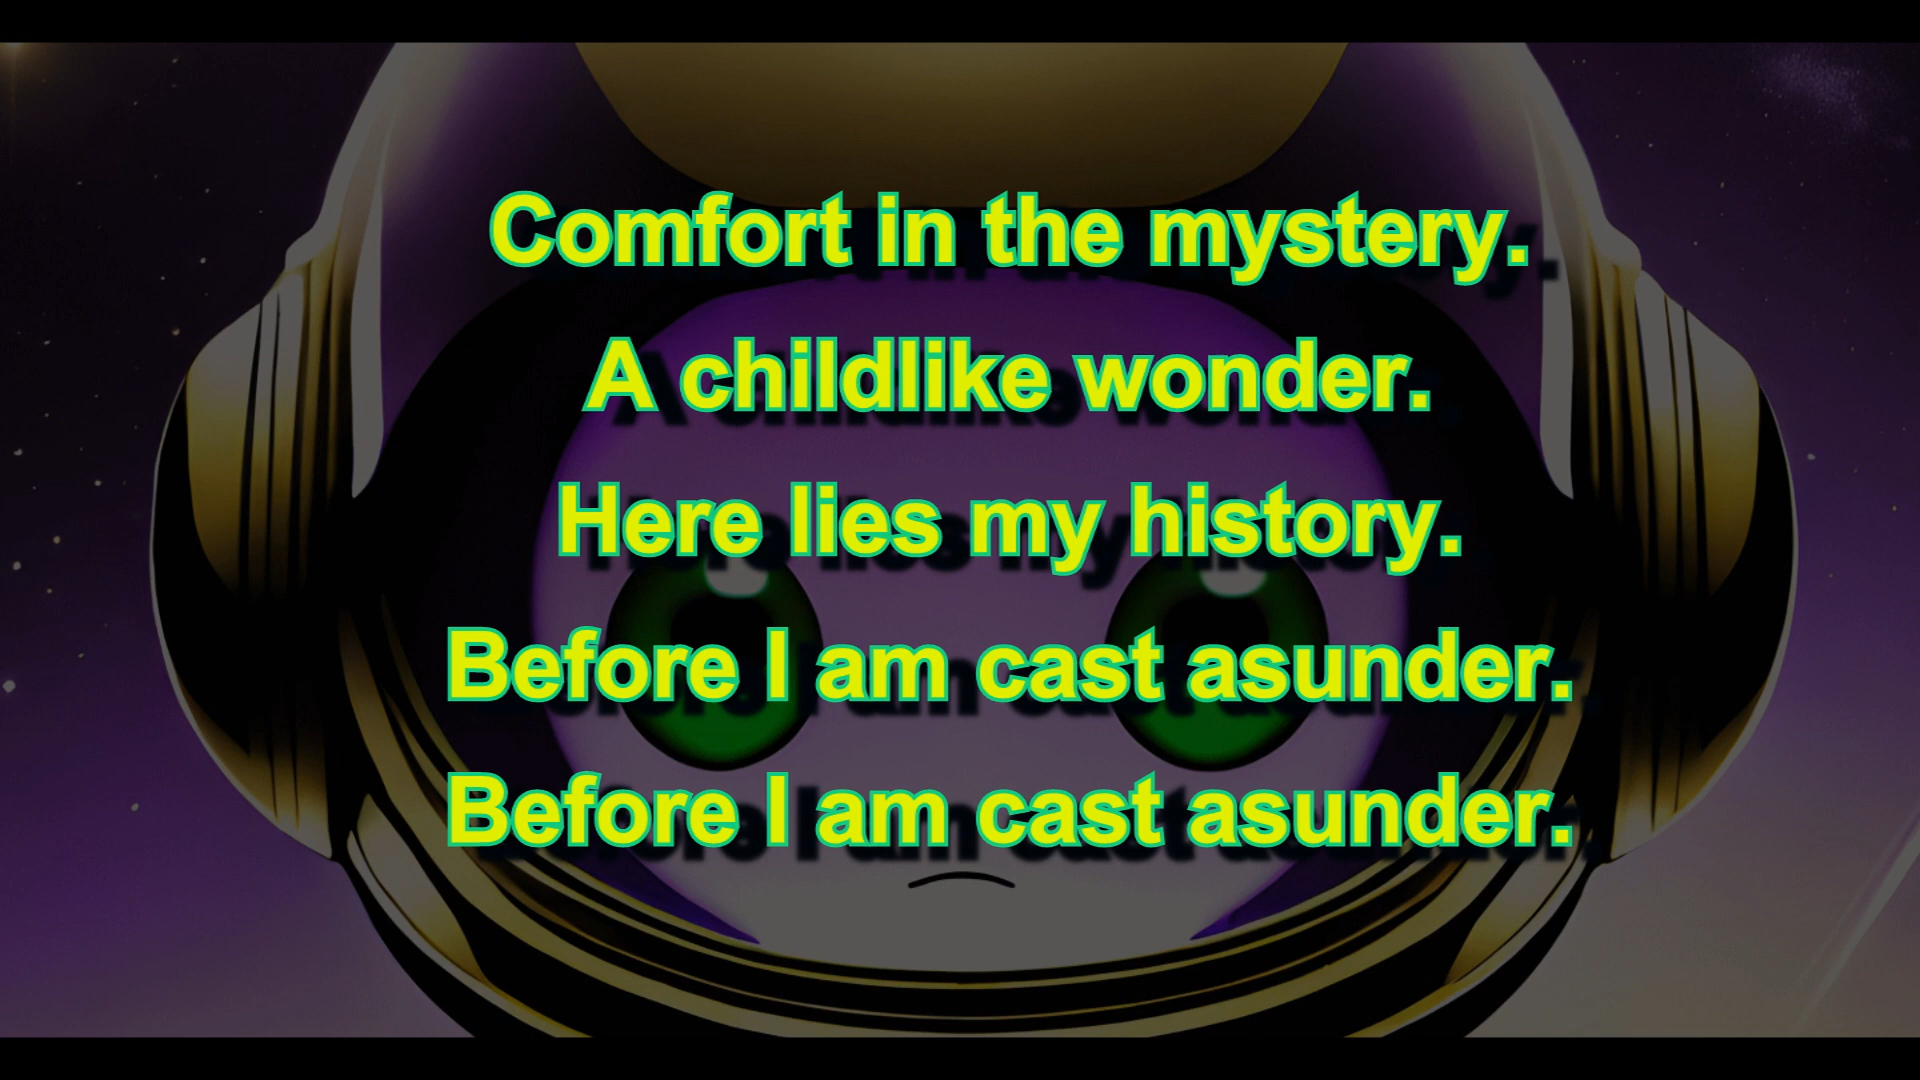 Comfort in the mystery.
A childlike wonder.
Here lies my history.
Before I am cast asunder.
Before I am cast asunder.